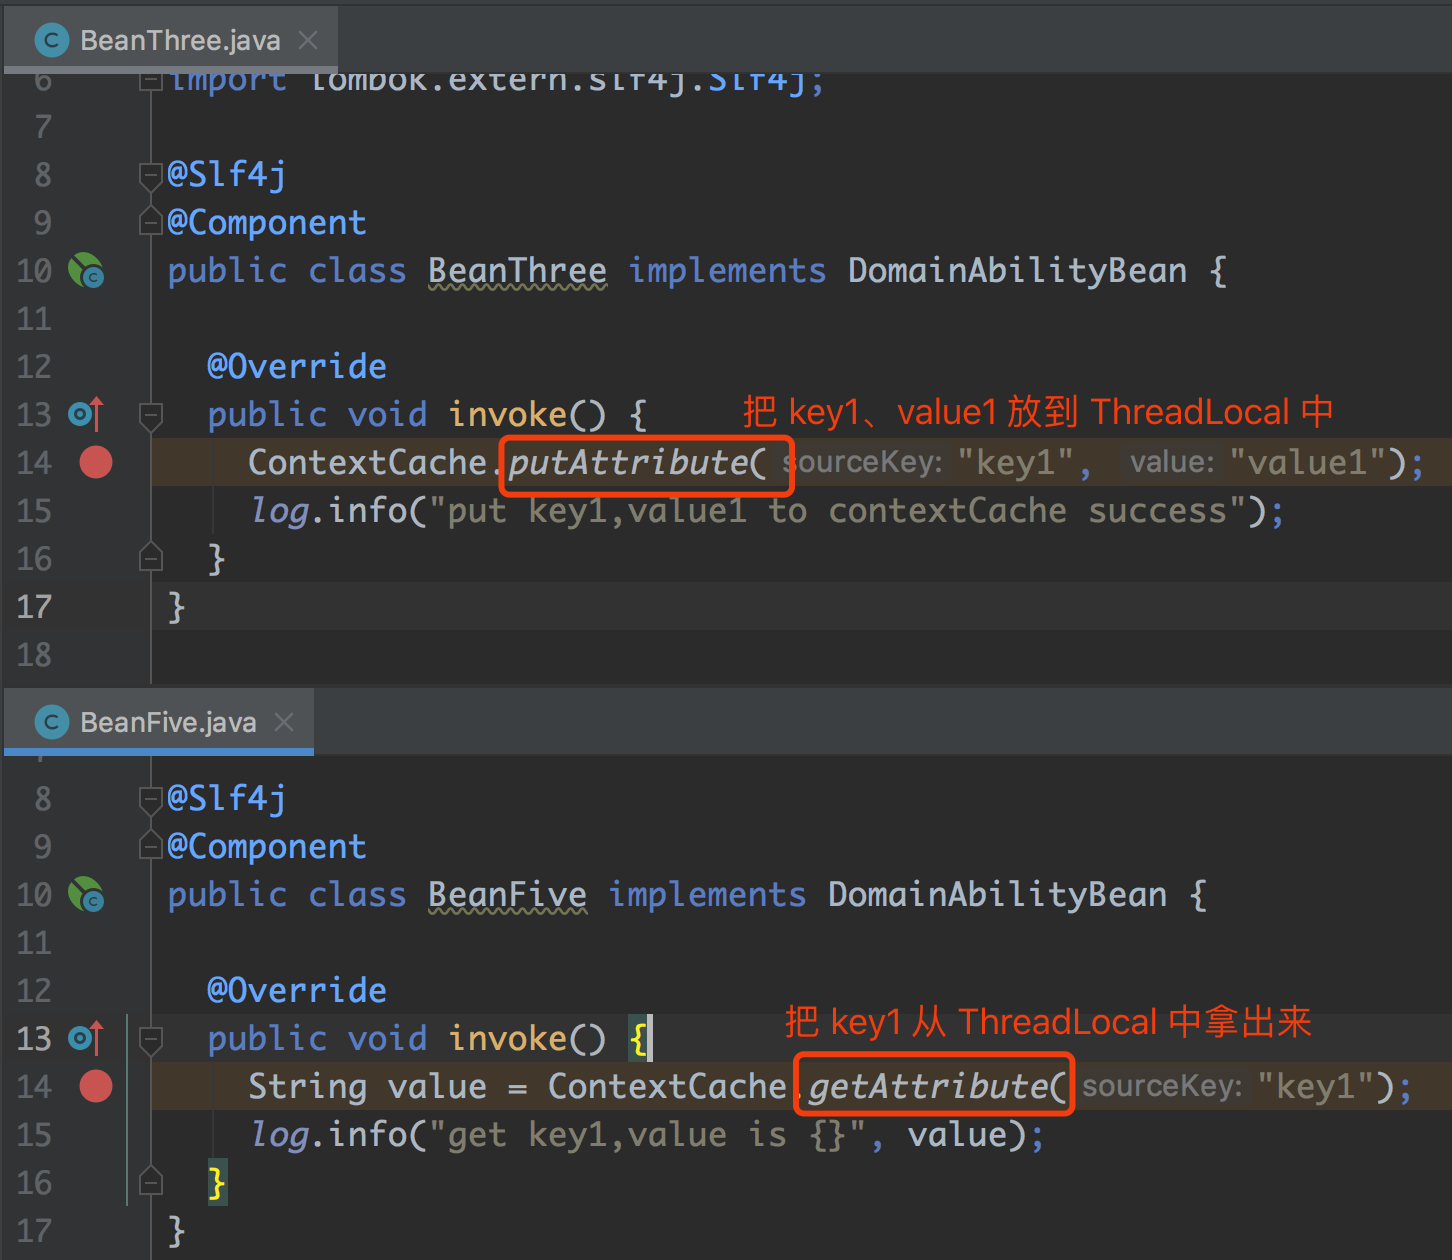 BeanThree.java
6 import lombok.extern.slf4j.Slf4j;
7
8 @Slf4j
9 @Component
10 public class BeanThree implements DomainAbilityBean {
11
12 @Override
13 public void invoke() { 把 key1、value1 放到 ThreadLocal 中
14 ContextCache.putAttribute( sourceKey: "key1", value: "value1");
15 log.info("put key1,value1 to contextCache success");
16 }
17 }
18
BeanFive.java
8 @Slf4j
9 @Component
10 public class BeanFive implements DomainAbilityBean {
11
12 @Override
13 public void invoke() { 把 key1 从 ThreadLocal 中拿出来
14 String value = ContextCache.getAttribute( sourceKey: "key1");
15 log.info("get key1,value is {}", value);
16 }
17 }